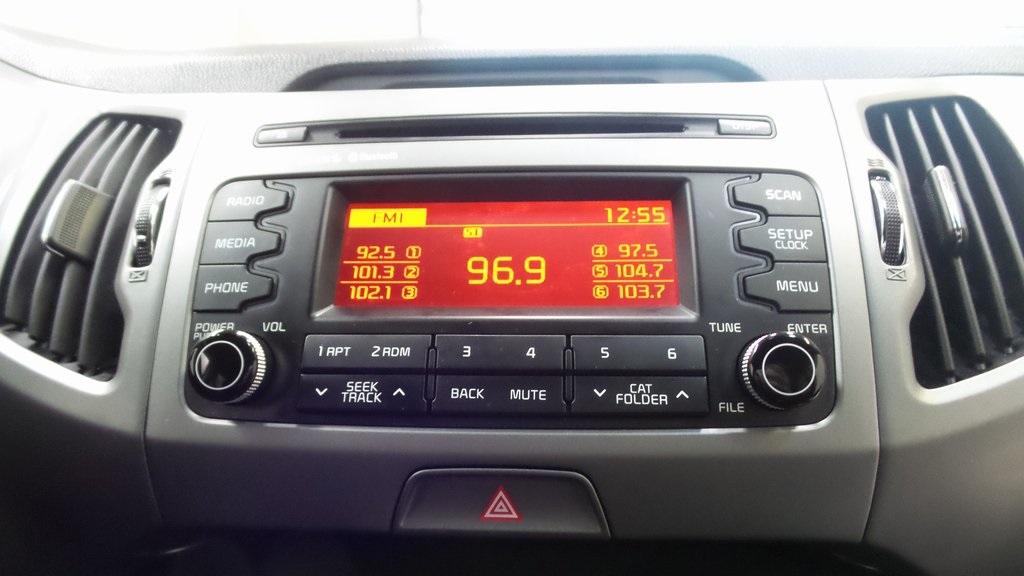 Bluetooth
RADIO
MEDIA
PHONE
POWER
VOL
FM1
12:55
ST
92.5 1
101.3 2
102.1 3
96.9
4 97.5
5 104.7
6 103.7
SCAN
SETUP
CLOCK
MENU
TUNE
ENTER
FILE
1 RPT 2 RDM 3 4 5 6
SEEK
TRACK
BACK MUTE
CAT
FOLDER